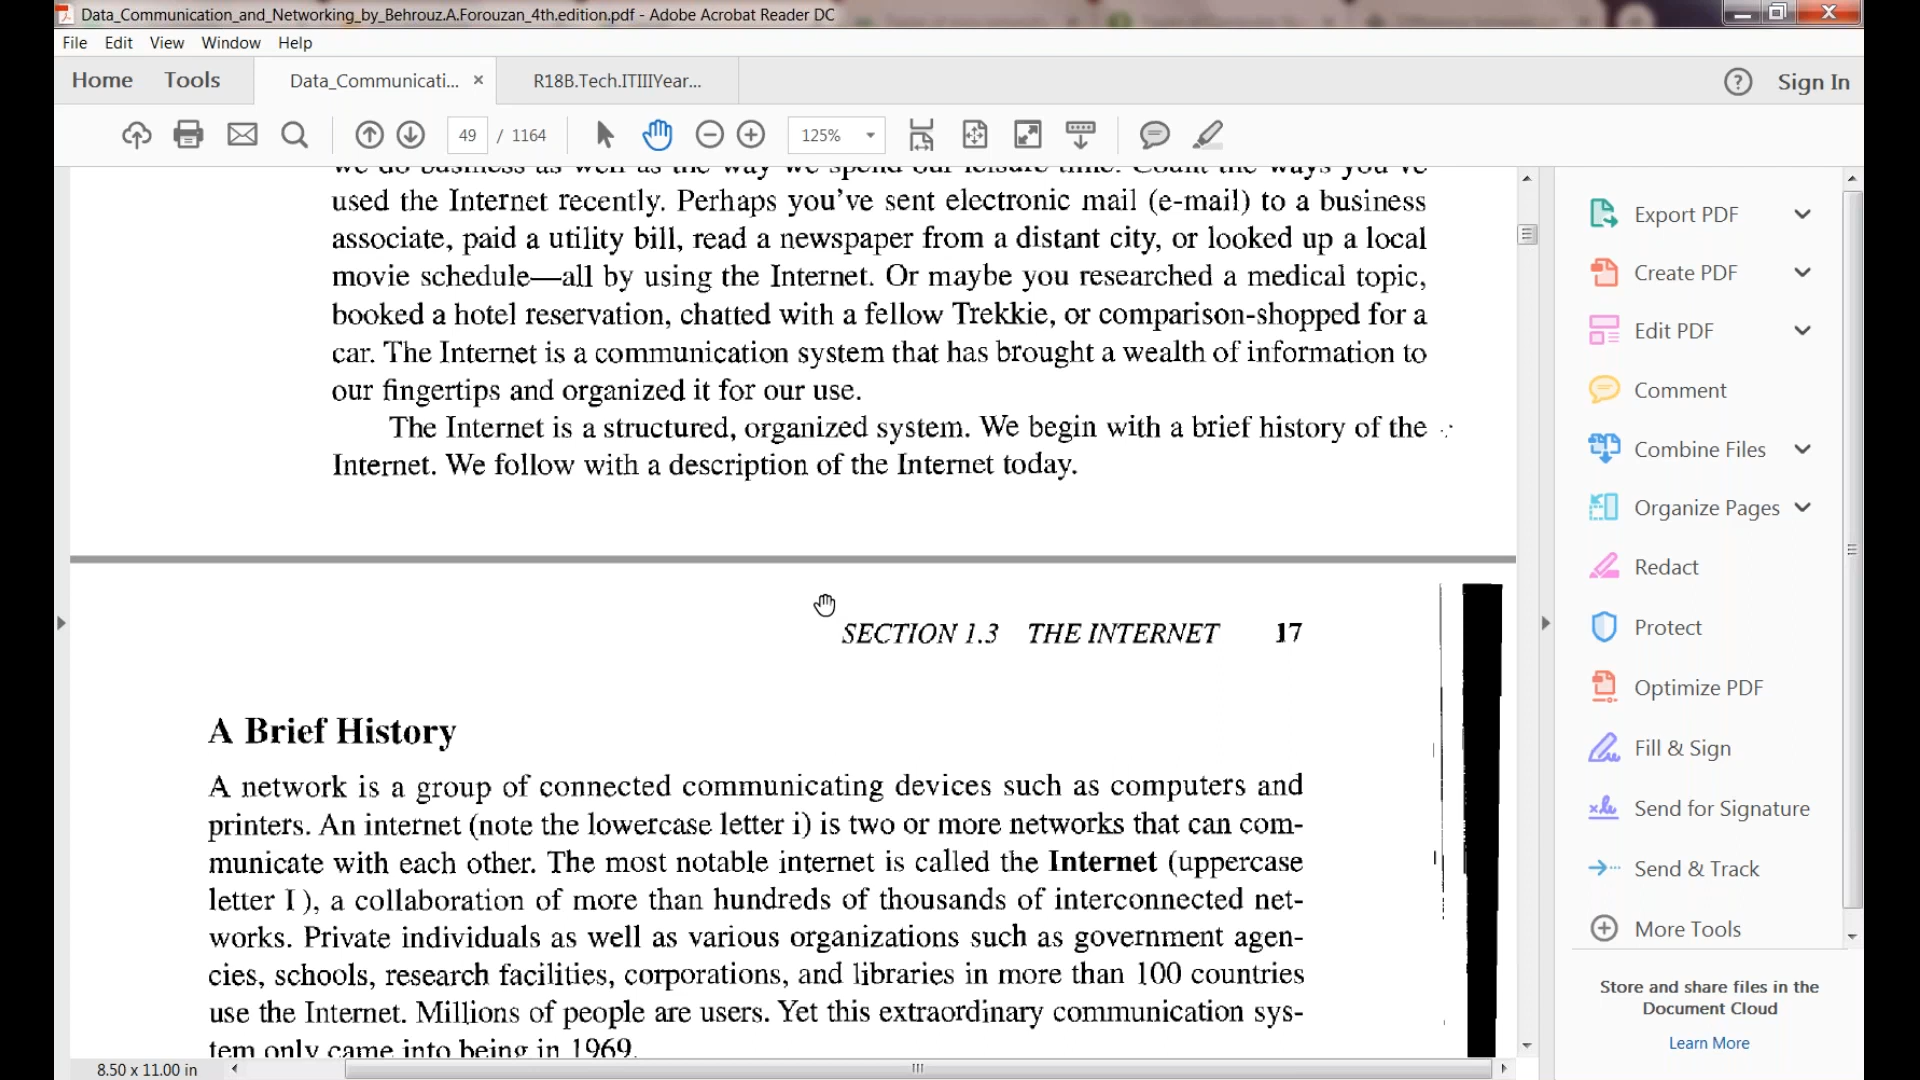 Data_Communication_and_Networking_by_Behrouz.A.Forouzan_4th.edition.pdf - Adobe Acrobat Reader DC
File Edit View Window Help
Home Tools Data_Communicati... × R18B.Tech.ITIIIYear... ? Sign In
49 / 1164 125%
we do business as well as the way we spend our leisure time. Count the ways you've
used the Internet recently. Perhaps you've sent electronic mail (e-mail) to a business
associate, paid a utility bill, read a newspaper from a distant city, or looked up a local
movie schedule—all by using the Internet. Or maybe you researched a medical topic,
booked a hotel reservation, chatted with a fellow Trekkie, or comparison-shopped for a
car. The Internet is a communication system that has brought a wealth of information to
our fingertips and organized it for our use.
The Internet is a structured, organized system. We begin with a brief history of the
Internet. We follow with a description of the Internet today.
SECTION 1.3 THE INTERNET 17
A Brief History
A network is a group of connected communicating devices such as computers and
printers. An internet (note the lowercase letter i) is two or more networks that can com-
municate with each other. The most notable internet is called the Internet (uppercase
letter I ), a collaboration of more than hundreds of thousands of interconnected net-
works. Private individuals as well as various organizations such as government agen-
cies, schools, research facilities, corporations, and libraries in more than 100 countries
use the Internet. Millions of people are users. Yet this extraordinary communication sys-
tem only came into being in 1969.
8.50 x 11.00 in
Export PDF
Create PDF
Edit PDF
Comment
Combine Files
Organize Pages
Redact
Protect
Optimize PDF
Fill & Sign
Send for Signature
Send & Track
More Tools
Store and share files in the
Document Cloud
Learn More